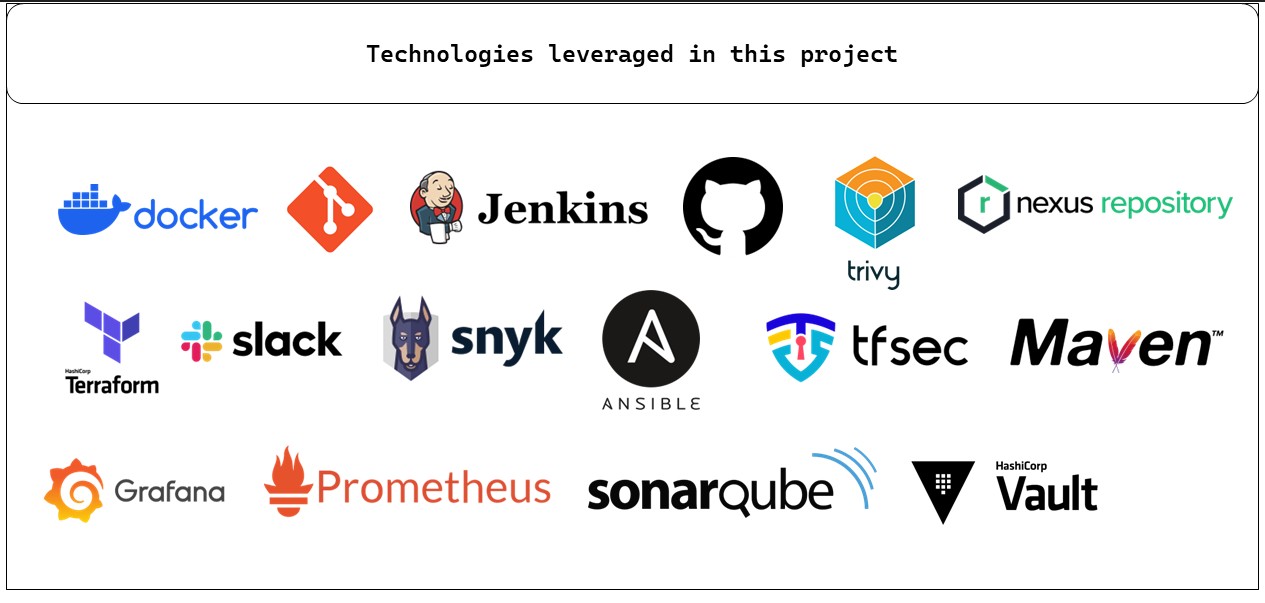 Technologies leveraged in this project
docker
Jenkins
trivy
r nexus repository
HashiCorp
Terraform
slack
snyk
ANSIBLE
tfsec
Maven™
Grafana
Prometheus
sonarqube
HashiCorp
Vault